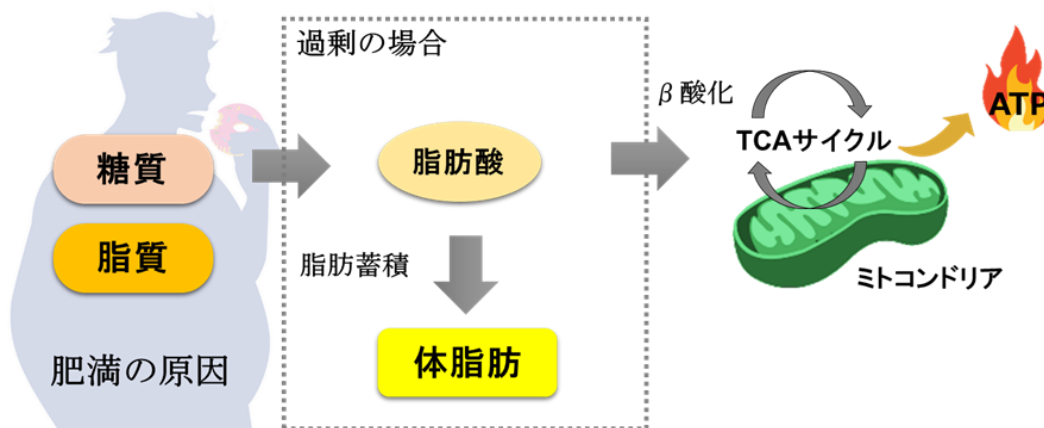 過剰の場合
糖質
脂質
肥満の原因
脂肪酸
脂肪蓄積
体脂肪
β酸化
TCAサイクル
ATP
ミトコンドリア